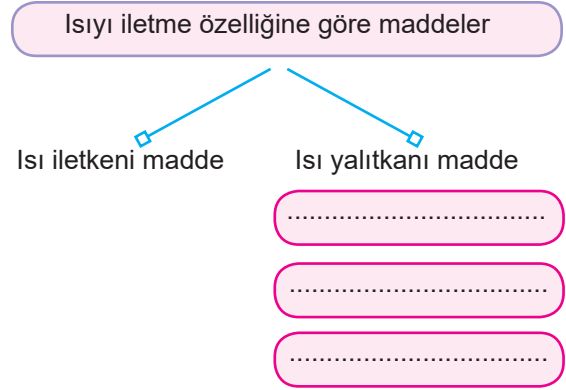 Isıyı iletme özelliğine göre maddeler
Isı iletkeni madde
Isı yalıtkanı madde
...................................
...................................
...................................